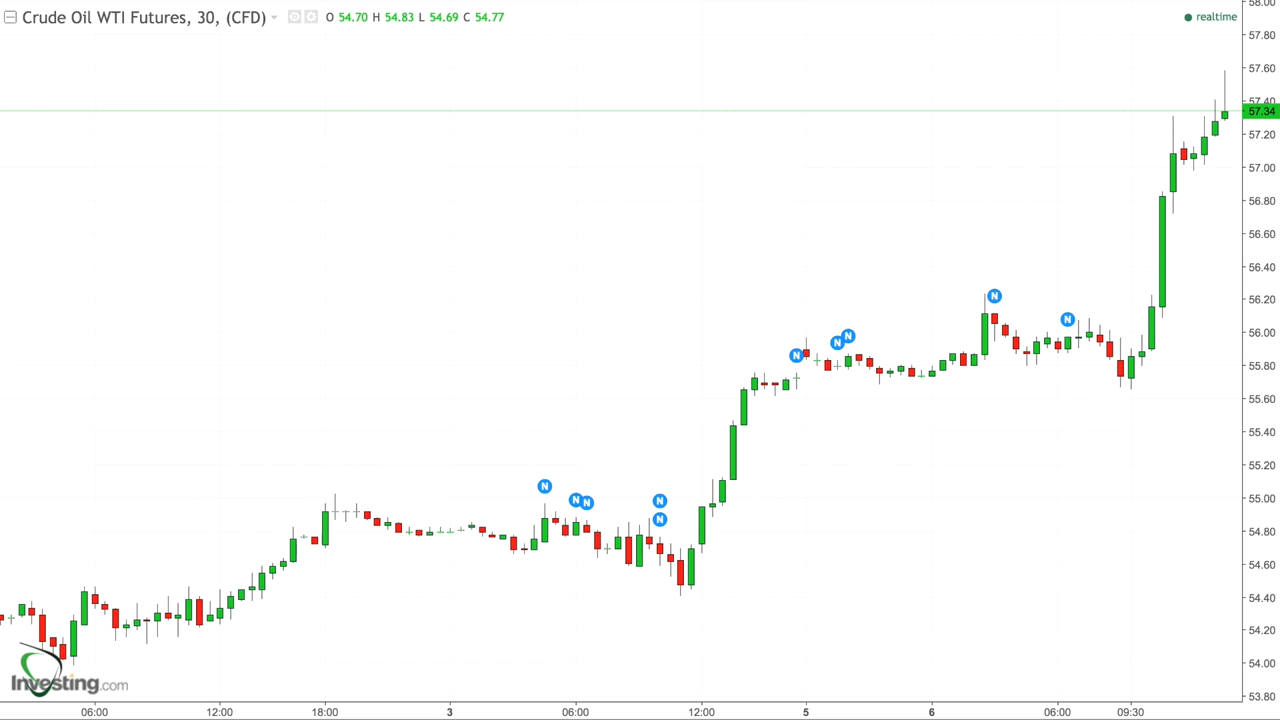 Crude Oil WTI Futures, 30, (CFD) O 54.70 H 54.83 L 54.69 C 54.77
realtime
58.00
57.80
57.60
57.40
57.34
57.20
57.00
56.80
56.60
56.40
56.20
56.00
55.80
55.60
55.40
55.20
55.00
54.80
54.60
54.40
54.20
54.00
53.80
N
N
N
N
N
N
N
N
N
N
Investing.com
06:00 12:00 18:00 3 06:00 12:00 5 6 06:00 09:30